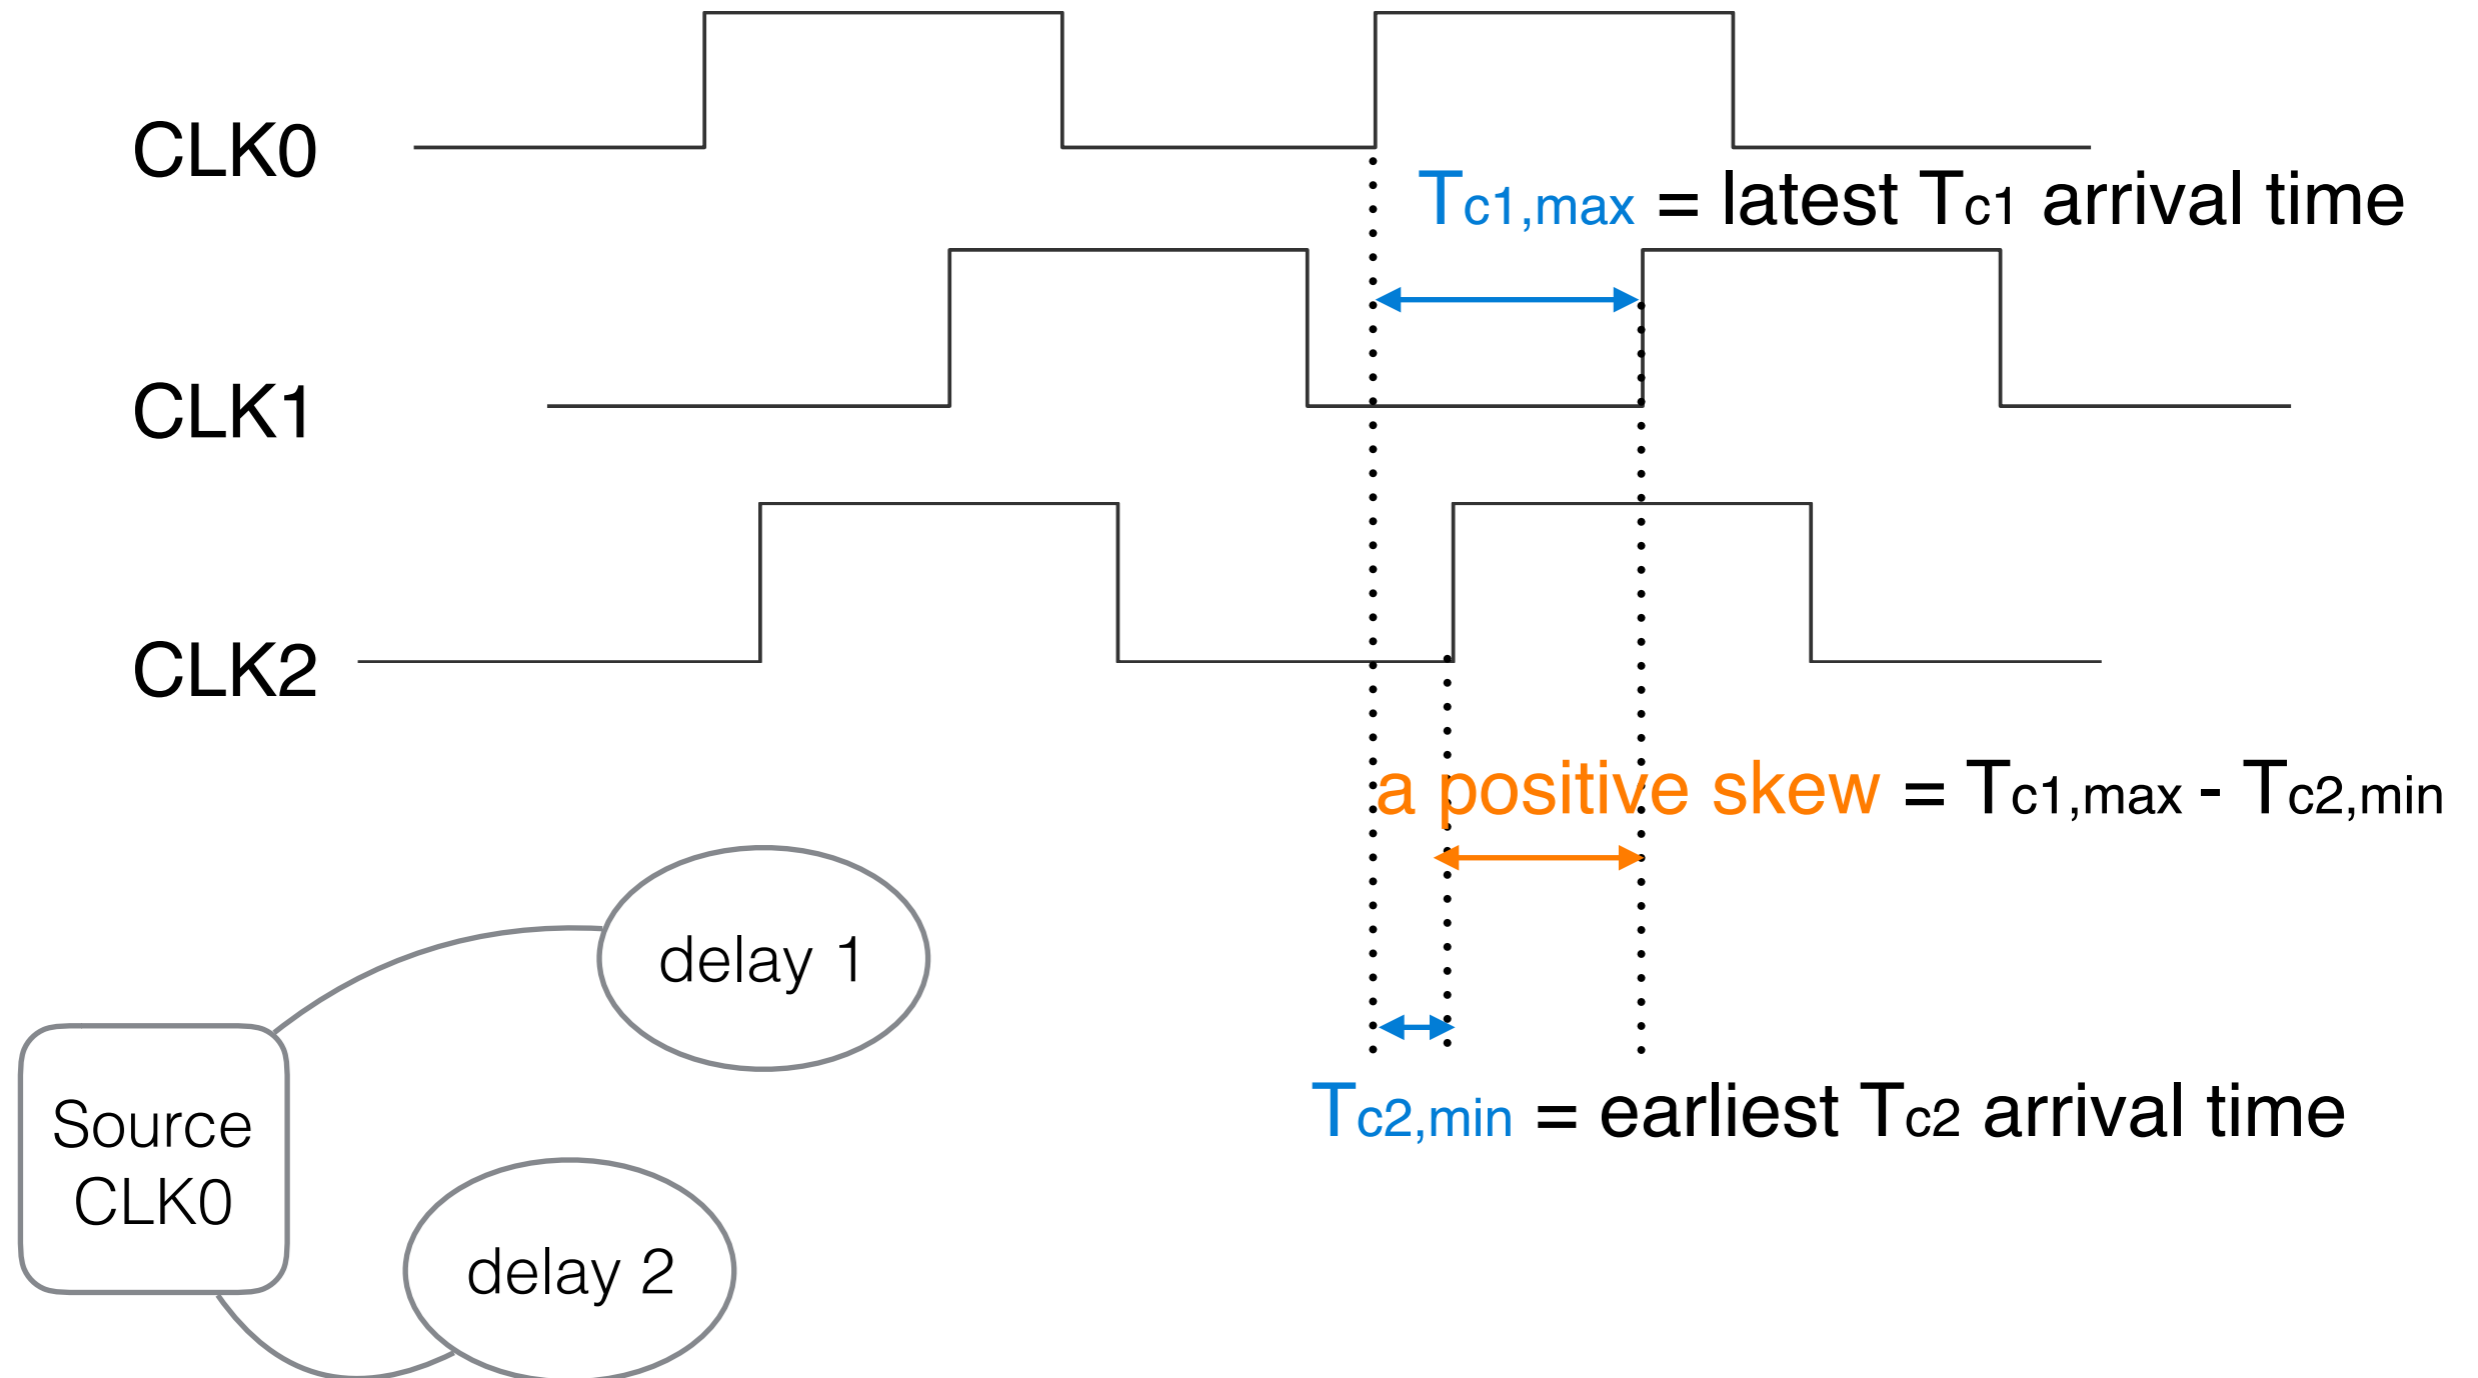 CLK0
Tc1,max = latest Tc1 arrival time
CLK1
CLK2
a positive skew = Tc1,max - Tc2,min
delay 1
Source
CLK0
Tc2,min = earliest Tc2 arrival time
delay 2